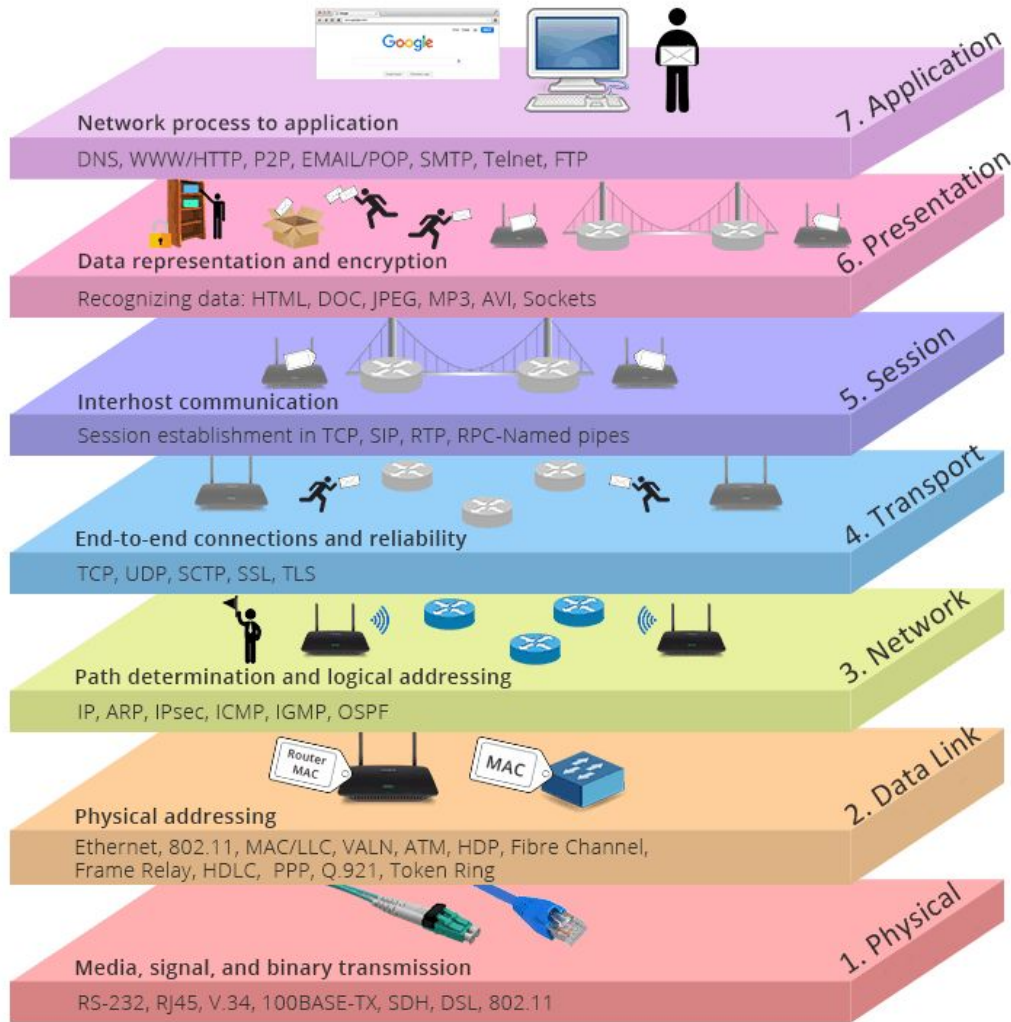 Google
7. Application
Network process to application
DNS, WWW/HTTP, P2P, EMAIL/POP, SMTP, Telnet, FTP
6. Presentation
Data representation and encryption
Recognizing data: HTML, DOC, JPEG, MP3, AVI, Sockets
5. Session
Interhost communication
Session establishment in TCP, SIP, RTP, RPC-Named pipes
4. Transport
End-to-end connections and reliability
TCP, UDP, SCTP, SSL, TLS
3. Network
Path determination and logical addressing
IP, ARP, IPsec, ICMP, IGMP, OSPF
2. Data Link
Router
MAC
MAC
Physical addressing
Ethernet, 802.11, MAC/LLC, VALN, ATM, HDP, Fibre Channel,
Frame Relay, HDLC, PPP, Q.921, Token Ring
1. Physical
Media, signal, and binary transmission
RS-232, RJ45, V.34, 100BASE-TX, SDH, DSL, 802.11